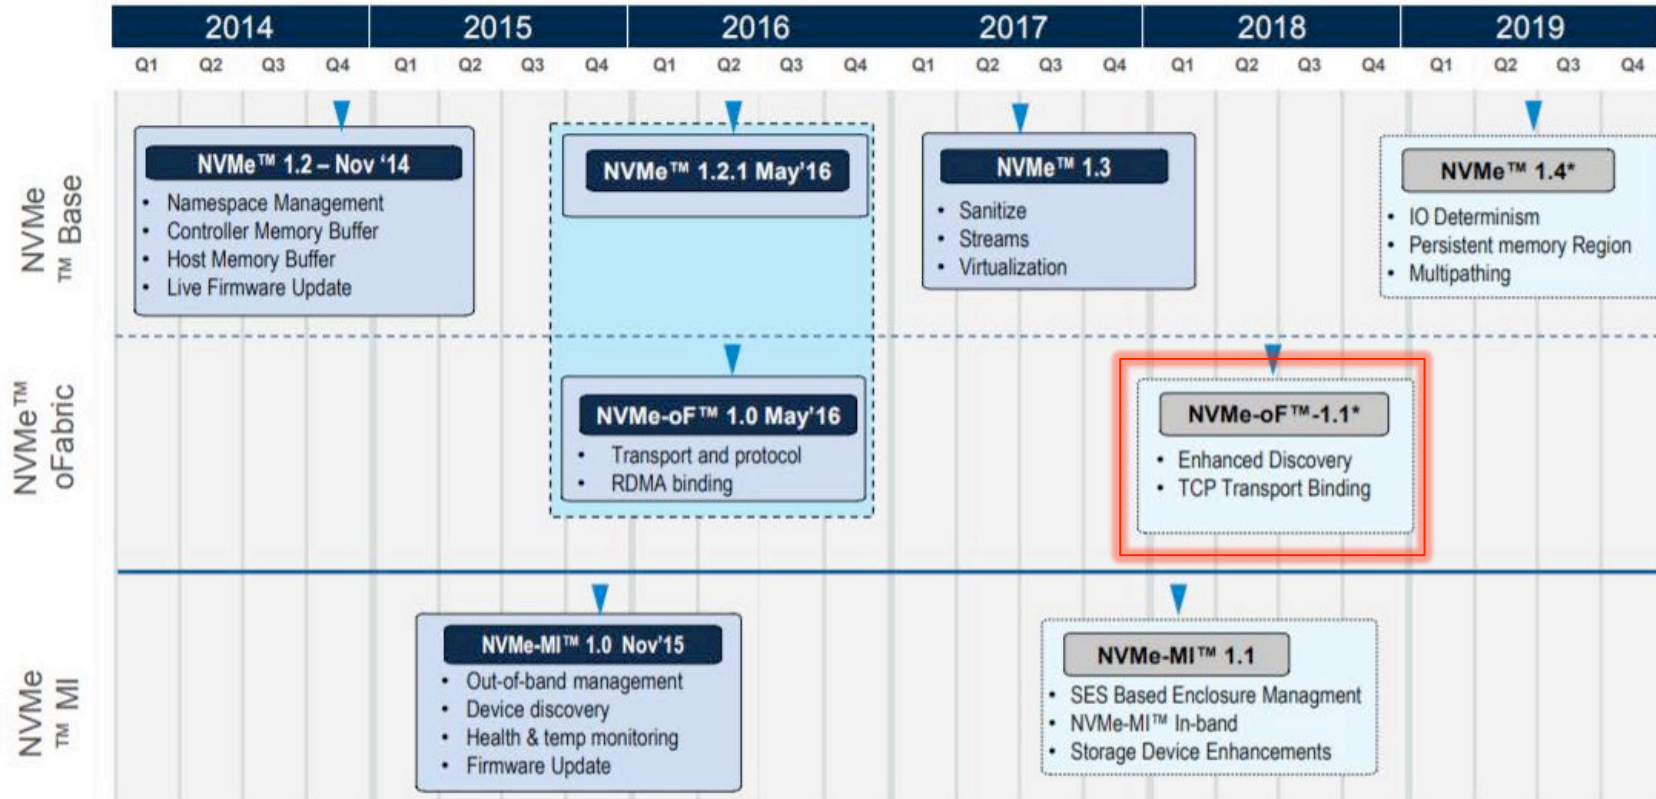 2014 2015 2016 2017 2018 2019
Q1 Q2 Q3 Q4 Q1 Q2 Q3 Q4 Q1 Q2 Q3 Q4 Q1 Q2 Q3 Q4 Q1 Q2 Q3 Q4 Q1 Q2 Q3 Q4
NVMe
™ Base
NVMe™ 1.2 – Nov ‘14
• Namespace Management
• Controller Memory Buffer
• Host Memory Buffer
• Live Firmware Update
NVMe™ 1.2.1 May’16
NVMe™ 1.3
• Sanitize
• Streams
• Virtualization
NVMe™ 1.4*
• IO Determinism
• Persistent memory Region
• Multipathing
NVMe™
oFabric
NVMe-oF™ 1.0 May’16
• Transport and protocol
• RDMA binding
NVMe-oF™-1.1*
• Enhanced Discovery
• TCP Transport Binding
NVMe
™ MI
NVMe-MI™ 1.0 Nov’15
• Out-of-band management
• Device discovery
• Health & temp monitoring
• Firmware Update
NVMe-MI™ 1.1
• SES Based Enclosure Managment
• NVMe-MI™ In-band
• Storage Device Enhancements